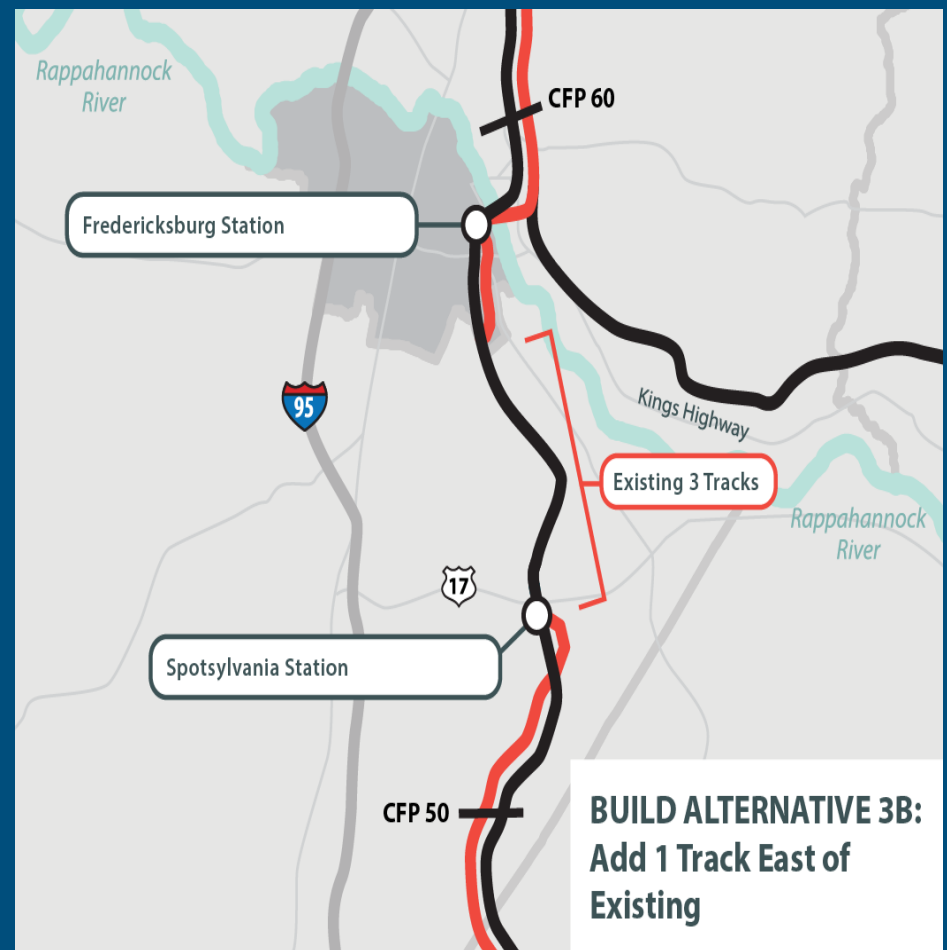 Rappahannock
River
CFP 60
Fredericksburg Station
95
Kings Highway
Existing 3 Tracks
Rappahannock
River
17
Spotsylvania Station
CFP 50
BUILD ALTERNATIVE 3B:
Add 1 Track East of
Existing